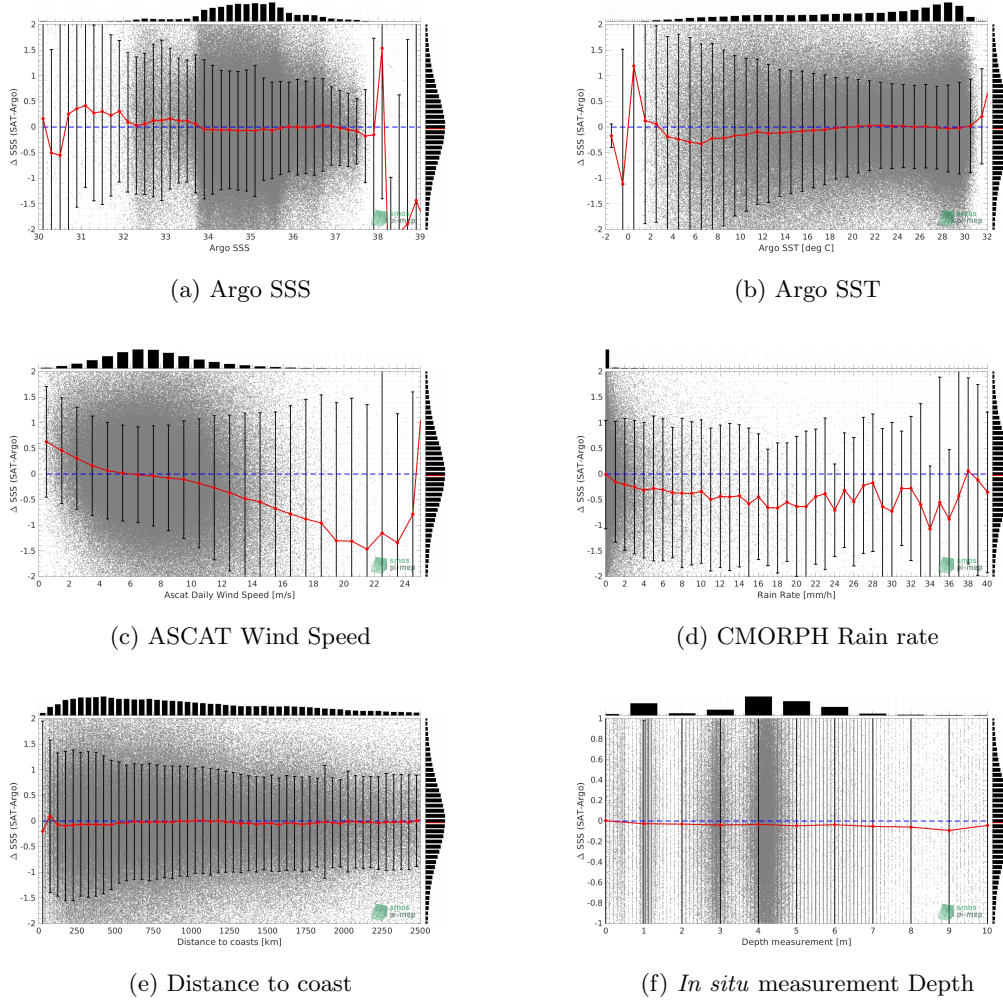 2
1.5
1
0.5
0
-0.5
-1
-1.5
-2
Δ SSS (SAT-Argo)
30 31 32 33 34 35 36 37 38 39
Argo SSS
smos
pi-mep
(a) Argo SSS
2
1.5
1
0.5
0
-0.5
-1
-1.5
-2
Δ SSS (SAT-Argo)
-2 0 2 4 6 8 10 12 14 16 18 20 22 24 26 28 30 32
Argo SST [deg C]
smos
pi-mep
(b) Argo SST
2
1.5
1
0.5
0
-0.5
-1
-1.5
-2
Δ SSS (SAT-Argo)
0 2 4 6 8 10 12 14 16 18 20 22 24
Ascat Daily Wind Speed [m/s]
smos
pi-mep
(c) ASCAT Wind Speed
2
1.5
1
0.5
0
-0.5
-1
-1.5
-2
Δ SSS (SAT-Argo)
0 2 4 6 8 10 12 14 16 18 20 22 24 26 28 30 32 34 36 38 40
Rain Rate [mm/h]
smos
pi-mep
(d) CMORPH Rain rate
2
1.5
1
0.5
0
-0.5
-1
-1.5
-2
Δ SSS (SAT-Argo)
0 250 500 750 1000 1250 1500 1750 2000 2250 2500
Distance to coasts [km]
smos
pi-mep
(e) Distance to coast
1
0.8
0.6
0.4
0.2
0
-0.2
-0.4
-0.6
-0.8
-1
Δ SSS (SAT-Argo)
0 1 2 3 4 5 6 7 8 9 10
Depth measurement [m]
smos
pi-mep
(f) In situ measurement Depth